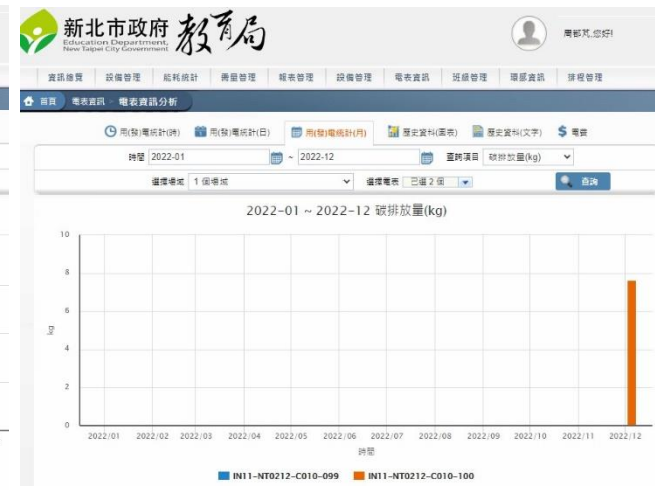 新北市政府 教育局
Education Department,
New Taipei City Government
您好!
資訊總覽 設備管理 能耗統計 費量管理 報表管理 設備管理 電表資訊 班級管理 環感資訊 排程管理
首頁 電表資訊 電表資訊分析
用(發)電統計(時) 用(發)電統計(日) 用(發)電統計(月) 歷史資料(圖表) 歷史資料(文字) $ 電費
時間 2022-01 ~ 2022-12 查詢項目 碳排放量(kg)
選擇場域 1 個場域 選擇電表 已選 2 個 查詢
2022-01 ~ 2022-12 碳排放量(kg)
10
8
6
kg
4
2
0
2022/01 2022/02 2022/03 2022/04 2022/05 2022/06 2022/07 2022/08 2022/09 2022/10 2022/11 2022/12
時間
IN11-NT0212-C010-099 IN11-NT0212-C010-100